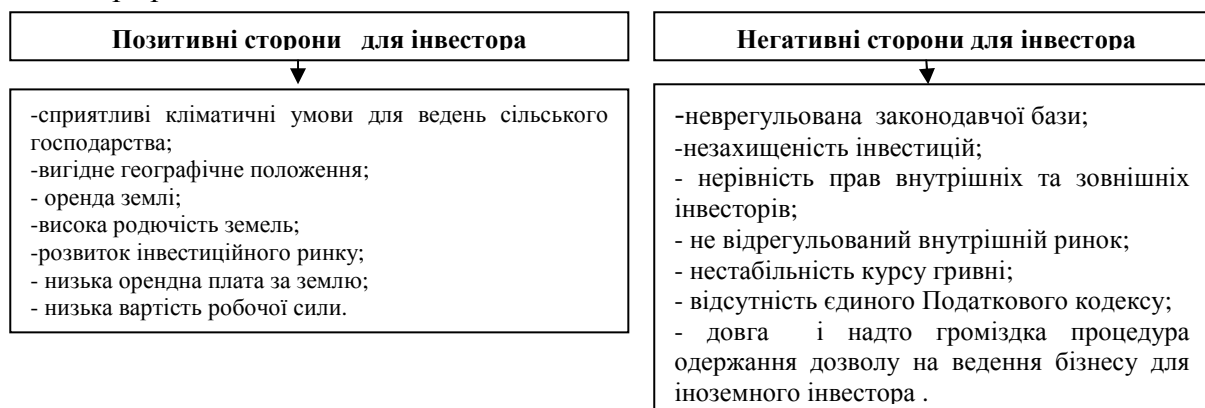 Позитивні сторони для інвестора
-сприятливі кліматичні умови для ведень сільського
господарства;
-вигідне географічне положення;
- оренда землі;
-висока родючість земель;
-розвиток інвестиційного ринку;
- низька орендна плата за землю;
- низька вартість робочої сили.
Негативні сторони для інвестора
-неврегульована законодавчої бази;
-незахищеність інвестицій;
- нерівність прав внутрішніх та зовнішніх
інвесторів;
- не відрегульований внутрішній ринок;
- нестабільність курсу гривні;
- відсутність єдиного Податкового кодексу;
- довга і надто громіздка процедура
одержання дозволу на ведення бізнесу для
іноземного інвестора .